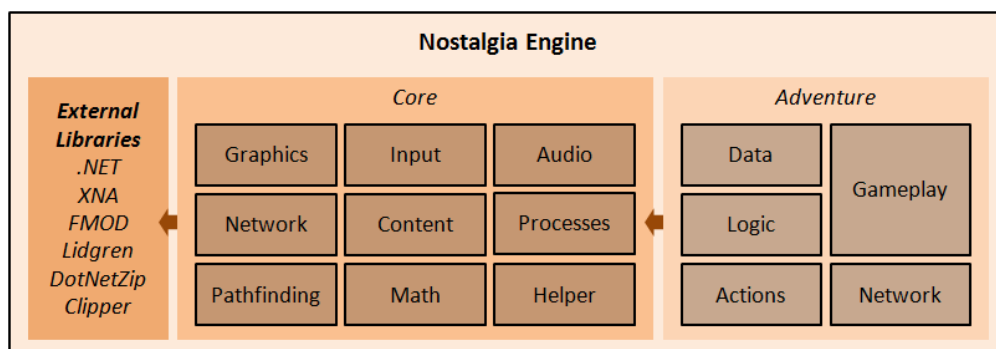 Nostalgia Engine
External
Libraries
.NET
XNA
FMOD
Lidgren
DotNetZip
Clipper
Core
Graphics
Input
Audio
Network
Content
Processes
Pathfinding
Math
Helper
Adventure
Data
Gameplay
Logic
Actions
Network